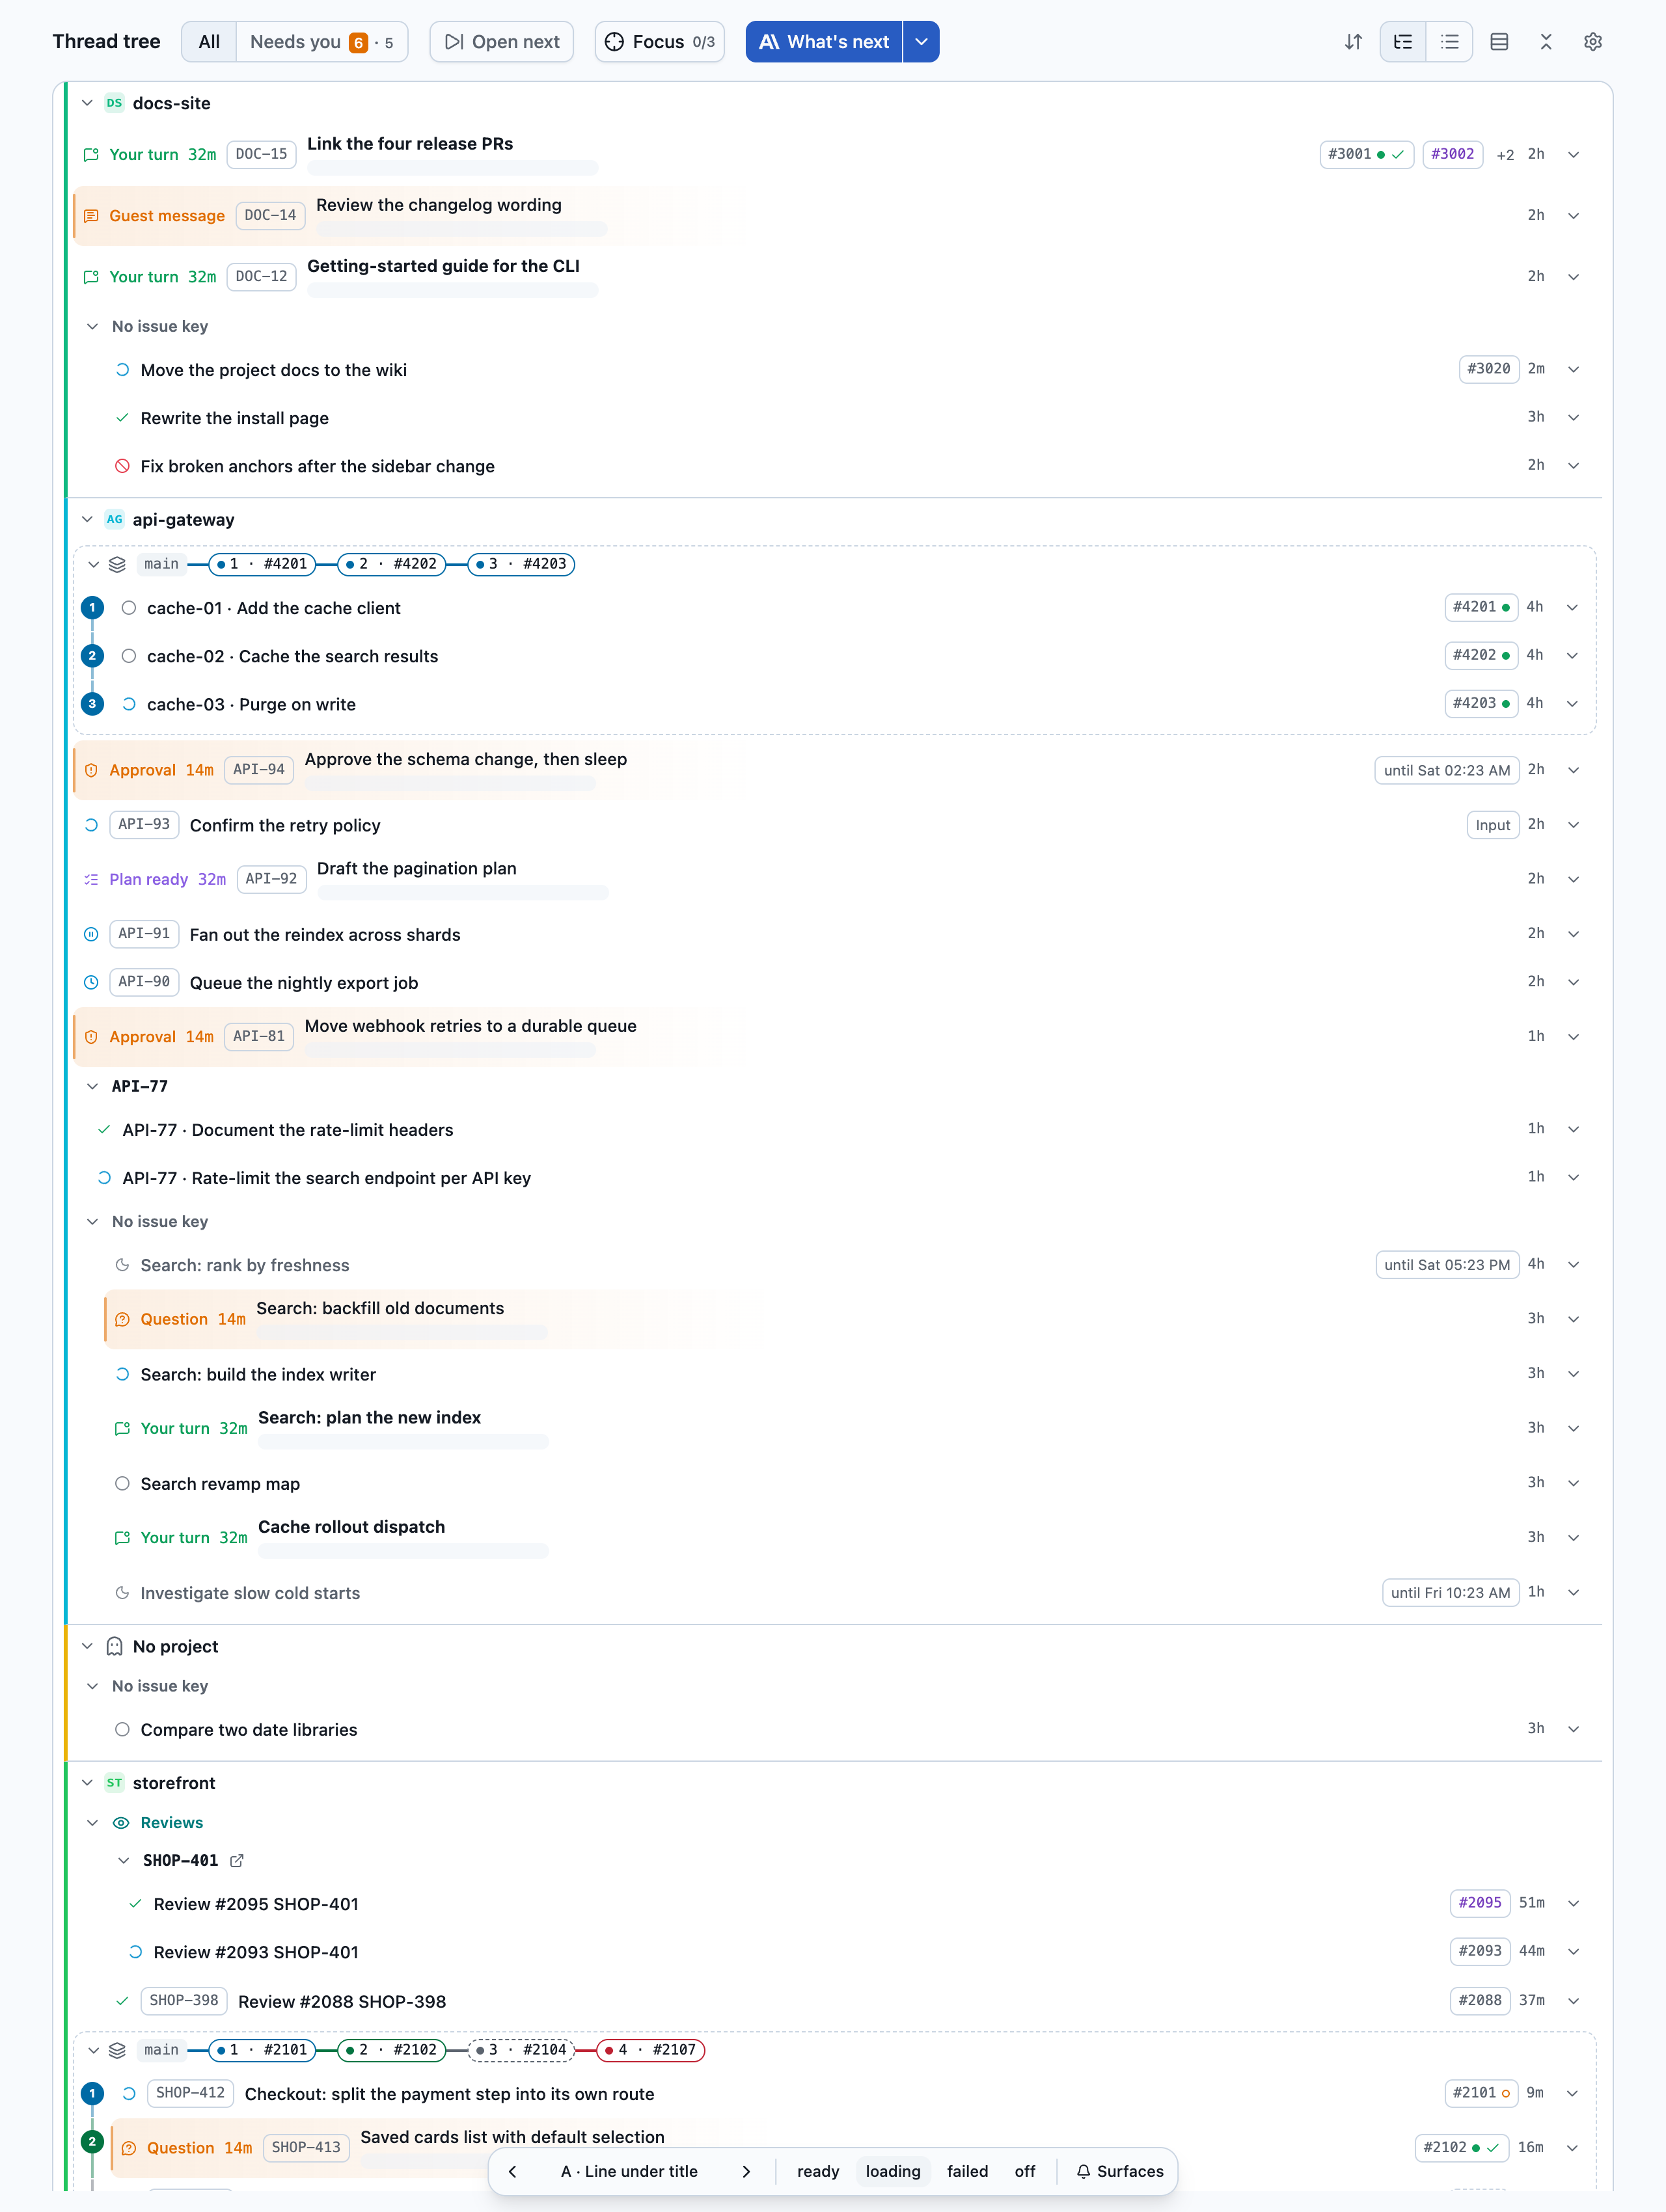 Thread tree All Needs you 6 · 5 Open next Focus 0/3 What's next
DS docs-site
Your turn 32m DOC-15 Link the four release PRs #3001 #3002 +2 2h
Guest message DOC-14 Review the changelog wording 2h
Your turn 32m DOC-12 Getting-started guide for the CLI 2h
No issue key
Move the project docs to the wiki #3020 2m
Rewrite the install page 3h
Fix broken anchors after the sidebar change 2h
AG api-gateway
main 1 · #4201 2 · #4202 3 · #4203
1 cache-01 · Add the cache client #4201 4h
2 cache-02 · Cache the search results #4202 4h
3 cache-03 · Purge on write #4203 4h
Approval 14m API-94 Approve the schema change, then sleep until Sat 02:23 AM 2h
API-93 Confirm the retry policy Input 2h
Plan ready 32m API-92 Draft the pagination plan 2h
API-91 Fan out the reindex across shards 2h
API-90 Queue the nightly export job 2h
Approval 14m API-81 Move webhook retries to a durable queue 1h
API-77
API-77 · Document the rate-limit headers 1h
API-77 · Rate-limit the search endpoint per API key 1h
No issue key
Search: rank by freshness until Sat 05:23 PM 4h
Question 14m Search: backfill old documents 3h
Search: build the index writer 3h
Your turn 32m Search: plan the new index 3h
Search revamp map 3h
Your turn 32m Cache rollout dispatch 3h
Investigate slow cold starts until Fri 10:23 AM 1h
No project
No issue key
Compare two date libraries 3h
ST storefront
Reviews
SHOP-401
Review #2095 SHOP-401 #2095 51m
Review #2093 SHOP-401 #2093 44m
SHOP-398 Review #2088 SHOP-398 #2088 37m
main 1 · #2101 2 · #2102 3 · #2104 4 · #2107
1 SHOP-412 Checkout: split the payment step into its own route #2101 9m
2 Question 14m SHOP-413 Saved cards list with default selection #2102 16m
A · Line under title ready loading failed off Surfaces